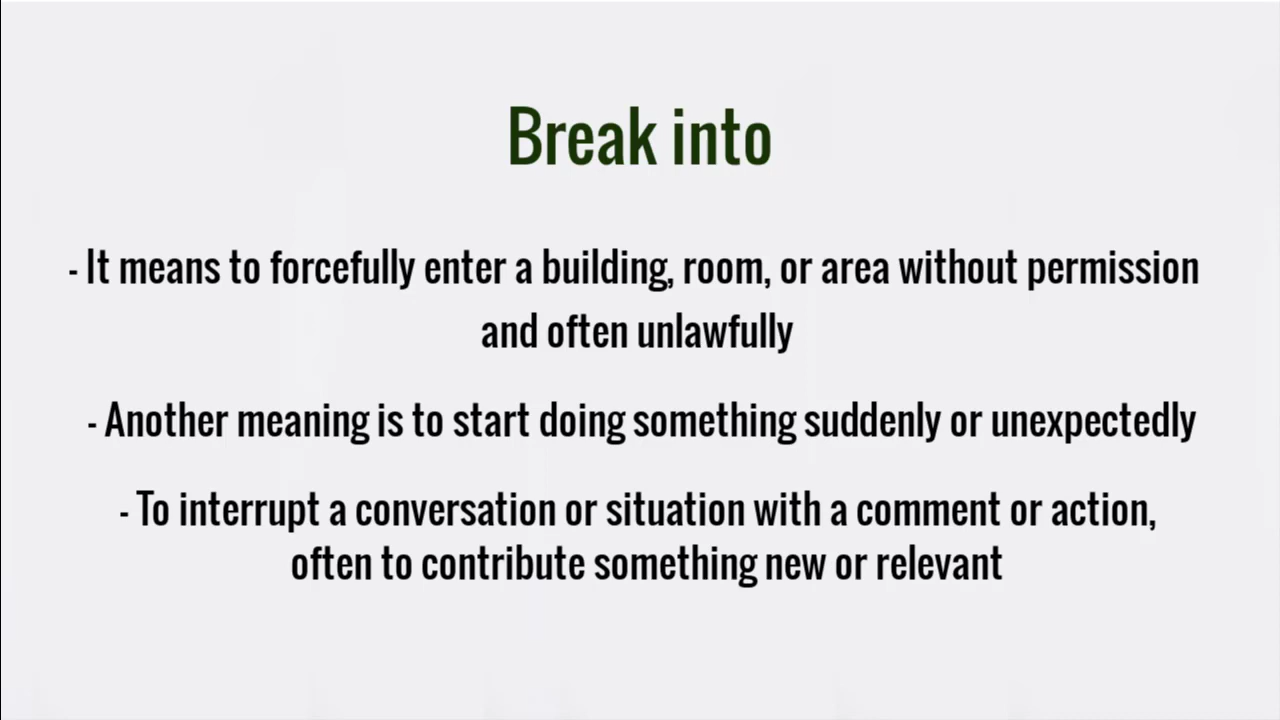 Break into
- It means to forcefully enter a building, room, or area without permission
and often unlawfully
- Another meaning is to start doing something suddenly or unexpectedly
- To interrupt a conversation or situation with a comment or action,
often to contribute something new or relevant